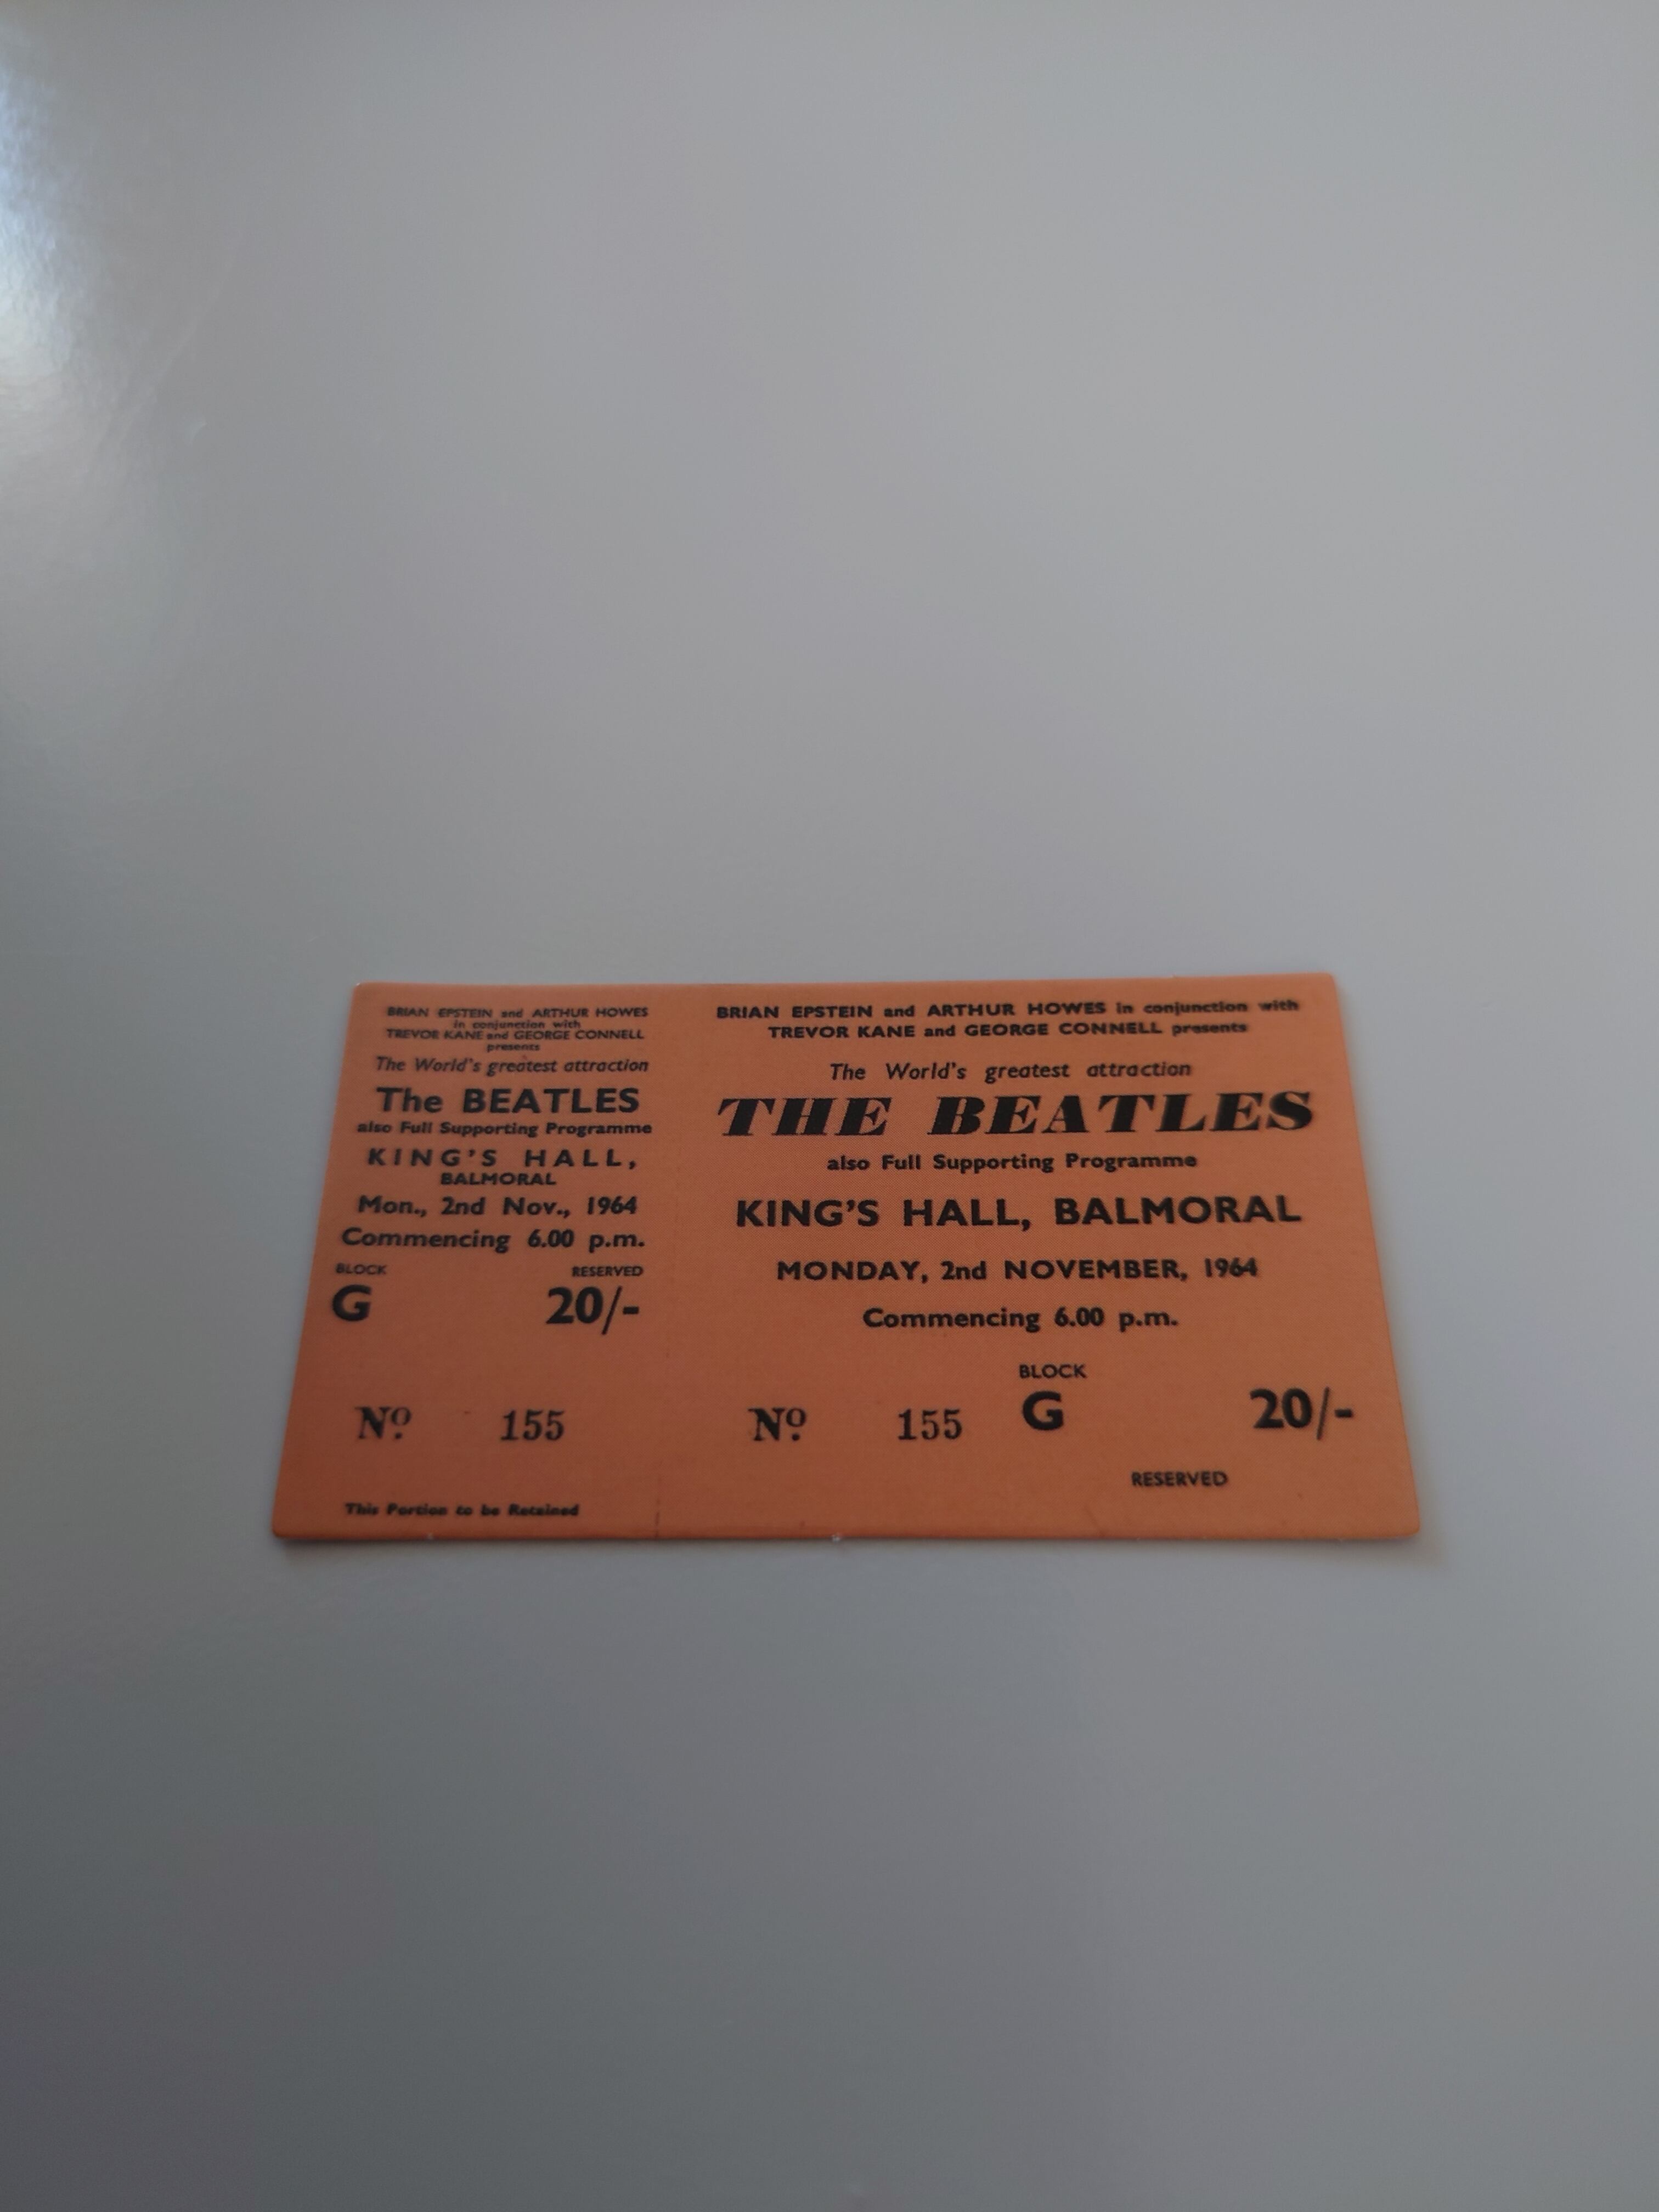 BRIAN EPSTEIN and ARTHUR HOWES
in conjunction with
TREVOR KANE and GEORGE CONNELL
presents
The World's greatest attraction
The BEATLES
also Full Supporting Programme
KING'S HALL,
BALMORAL
Mon., 2nd Nov., 1964
Commencing 6.00 p.m.
BLOCK RESERVED
G 20/-
Nº 155
This Portion to be Retained
BRIAN EPSTEIN and ARTHUR HOWES in conjunction with
TREVOR KANE and GEORGE CONNELL presents
The World's greatest attraction
THE BEATLES
also Full Supporting Programme
KING'S HALL, BALMORAL
MONDAY, 2nd NOVEMBER, 1964
Commencing 6.00 p.m.
BLOCK
Nº 155 G 20/-
RESERVED